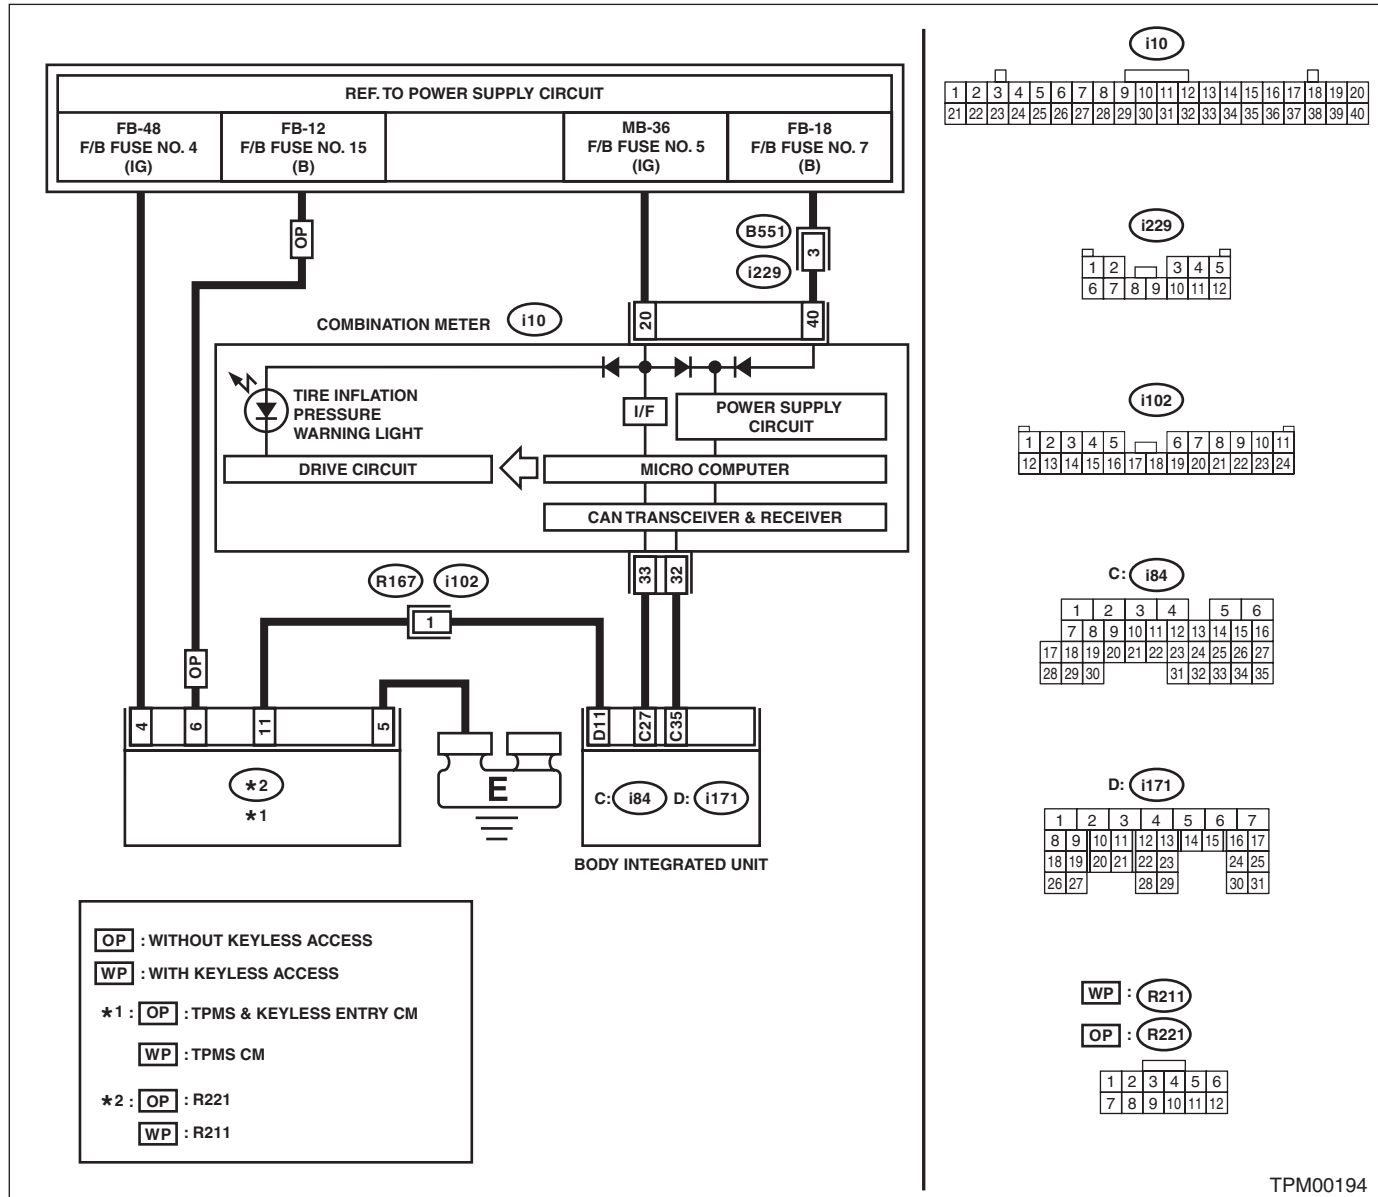 REF. TO POWER SUPPLY CIRCUIT
FB-48
F/B FUSE NO. 4
(IG)
FB-12
F/B FUSE NO. 15
(B)
MB-36
F/B FUSE NO. 5
(IG)
FB-18
F/B FUSE NO. 7
(B)
OP
B551
3
i229
COMBINATION METER
i10
20
40
TIRE INFLATION
PRESSURE
WARNING LIGHT
I/F
POWER SUPPLY
CIRCUIT
DRIVE CIRCUIT
MICRO COMPUTER
CAN TRANSCEIVER & RECEIVER
33
32
R167
i102
1
OP
4
6
11
5
D11
C27
C35
*2
*1
E
C: i84 D: i171
BODY INTEGRATED UNIT
OP : WITHOUT KEYLESS ACCESS
WP : WITH KEYLESS ACCESS
*1 : OP : TPMS & KEYLESS ENTRY CM
WP : TPMS CM
*2 : OP : R221
WP : R211
i10
1 2 3 4 5 6 7 8 9 10 11 12 13 14 15 16 17 18 19 20
21 22 23 24 25 26 27 28 29 30 31 32 33 34 35 36 37 38 39 40
i229
1 2 3 4 5
6 7 8 9 10 11 12
i102
1 2 3 4 5 6 7 8 9 10 11
12 13 14 15 16 17 18 19 20 21 22 23 24
C: i84
1 2 3 4 5 6
7 8 9 10 11 12 13 14 15 16
17 18 19 20 21 22 23 24 25 26 27
28 29 30 31 32 33 34 35
D: i171
1 2 3 4 5 6 7
8 9 10 11 12 13 14 15 16 17
18 19 20 21 22 23 24 25
26 27 28 29 30 31
WP : R211
OP : R221
1 2 3 4 5 6
7 8 9 10 11 12
TPM00194